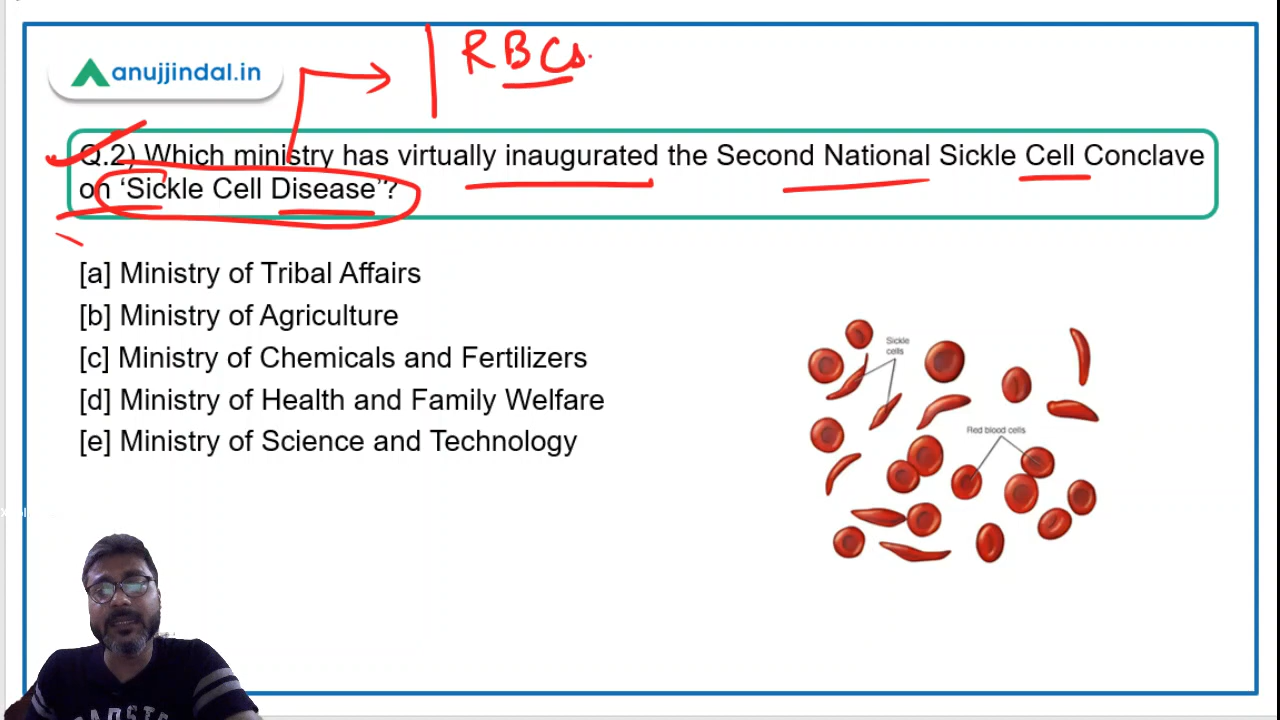 RBCs.
anujjindal.in
Q.2) Which ministry has virtually inaugurated the Second National Sickle Cell Conclave
on ‘Sickle Cell Disease’?
[a] Ministry of Tribal Affairs
[b] Ministry of Agriculture
[c] Ministry of Chemicals and Fertilizers
[d] Ministry of Health and Family Welfare
[e] Ministry of Science and Technology
Sickle
cells
Red blood cells